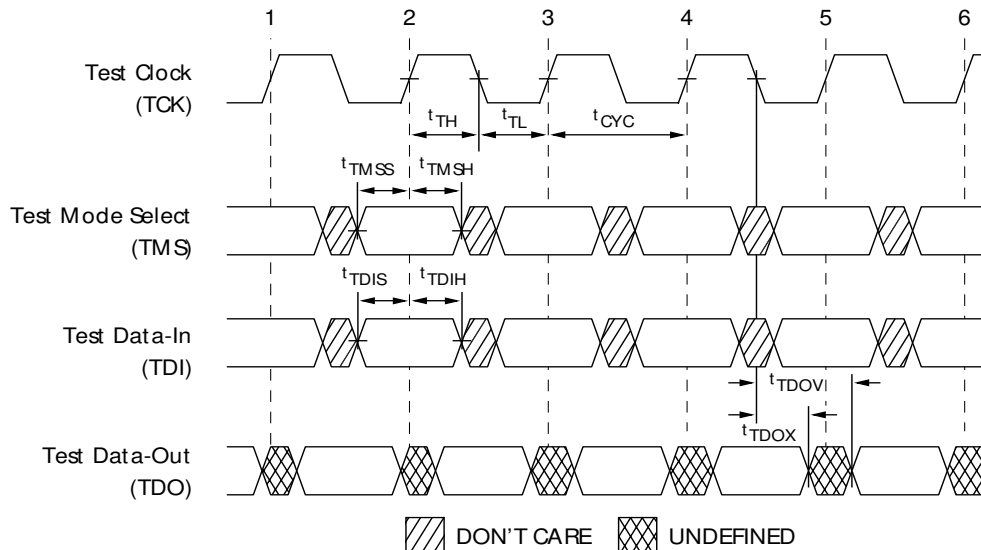 1 2 3 4 5 6
Test Clock
(TCK)
tTH tTL tCYC
tTMSS tTMSH
Test Mode Select
(TMS)
tTDIS tTDIH
Test Data-In
(TDI)
tTDOV
tTDOX
Test Data-Out
(TDO)
DON'T CARE UNDEFINED